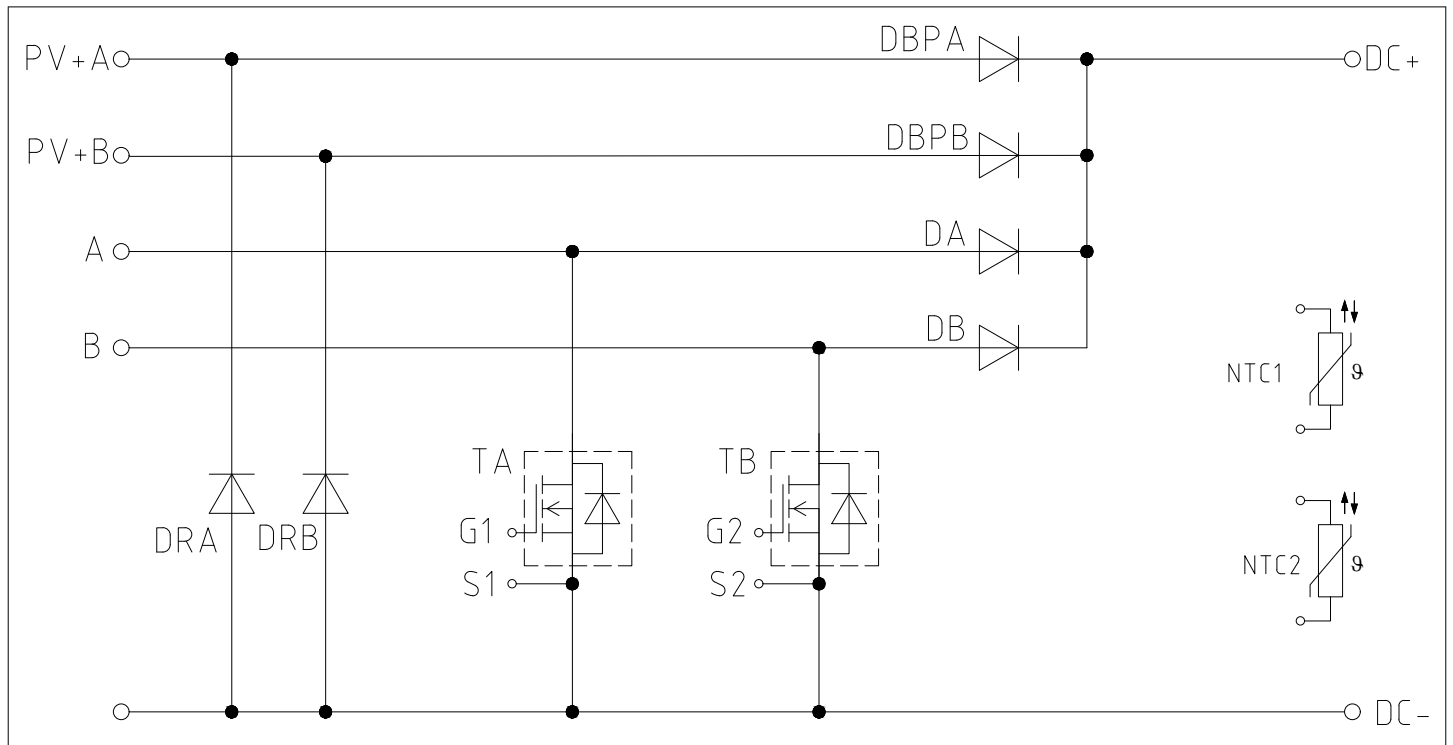 PV+A
DBPA
DC+
PV+B
DBPB
A
DA
B
DB
NTC1
ϑ
TA
TB
G1
G2
DRA
DRB
S1
S2
NTC2
ϑ
DC-